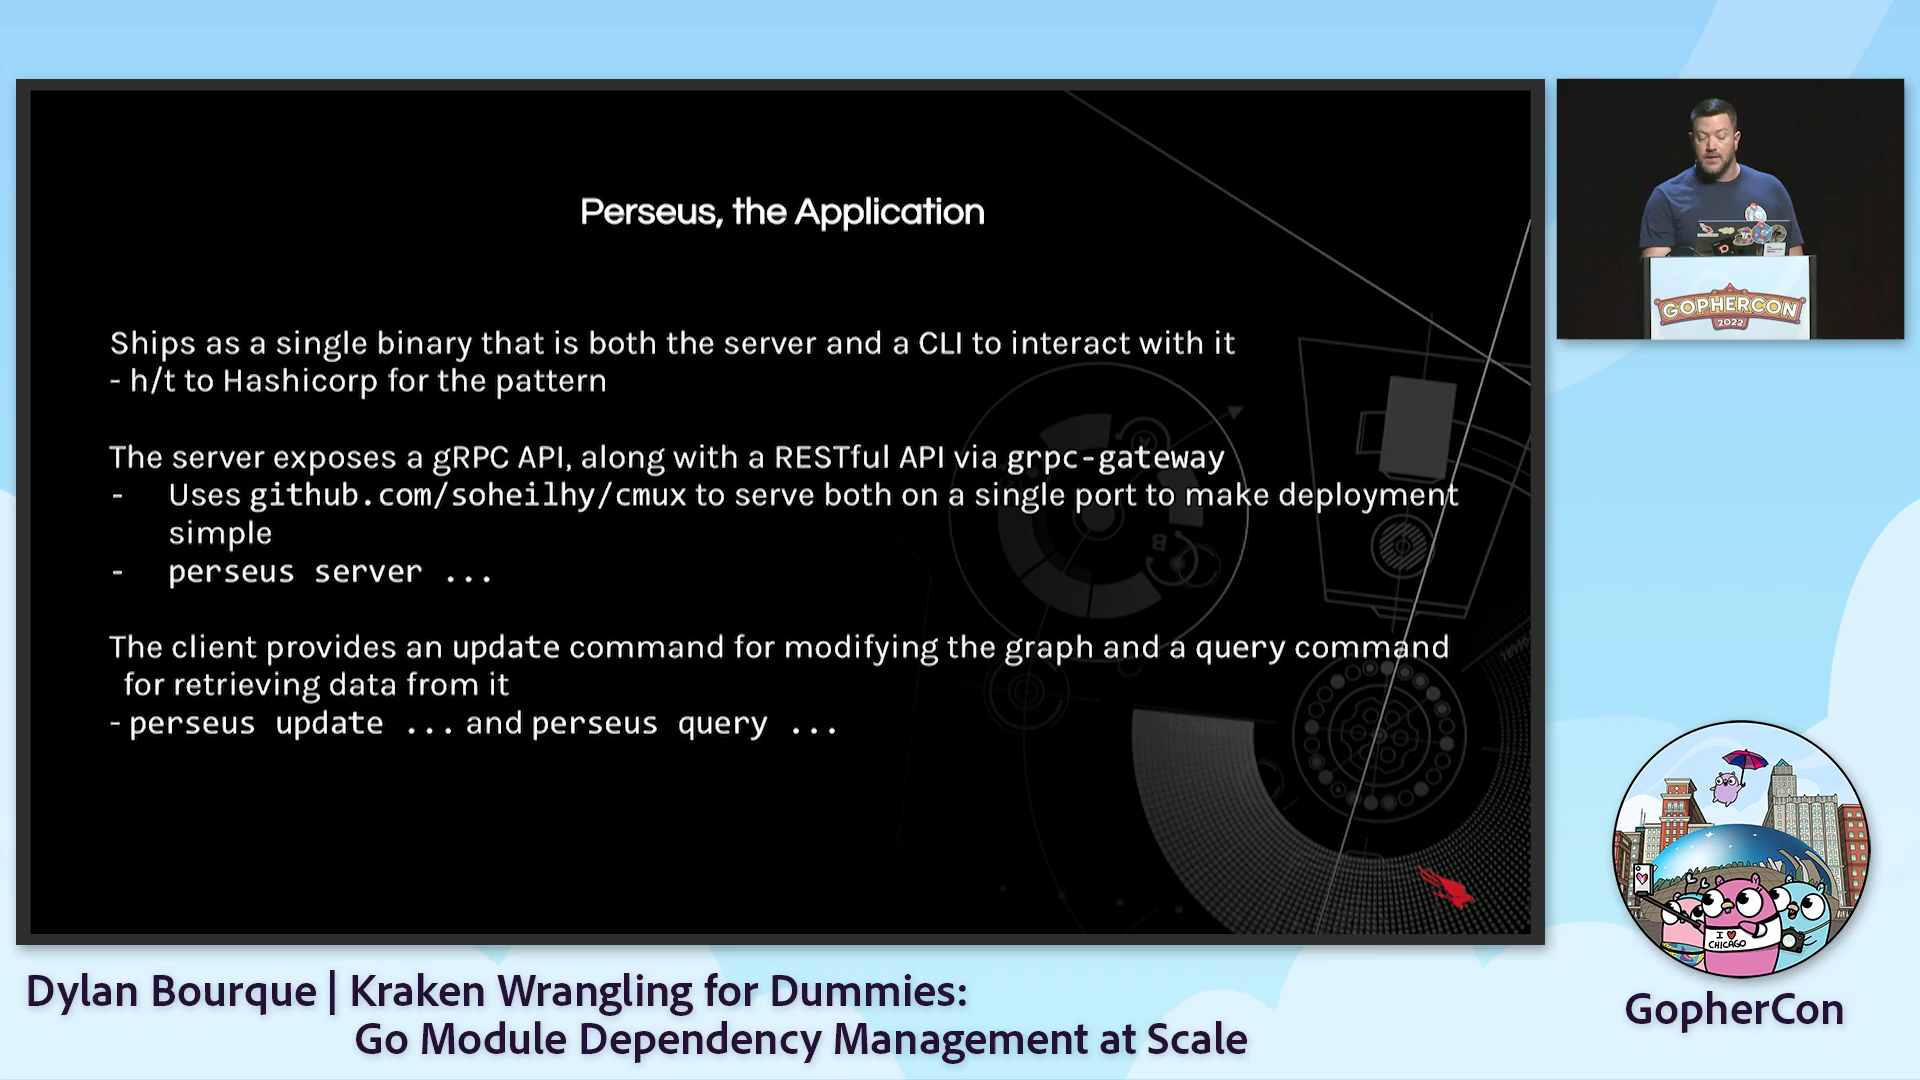 Perseus, the Application
Ships as a single binary that is both the server and a CLI to interact with it
- h/t to Hashicorp for the pattern
The server exposes a gRPC API, along with a RESTful API via grpc-gateway
- Uses github.com/soheilhy/cmux to serve both on a single port to make deployment
simple
- perseus server ...
The client provides an update command for modifying the graph and a query command
for retrieving data from it
- perseus update ... and perseus query ...
GOPHERCON
2022
I ♥
CHICAGO
GopherCon
Dylan Bourque | Kraken Wrangling for Dummies:
Go Module Dependency Management at Scale